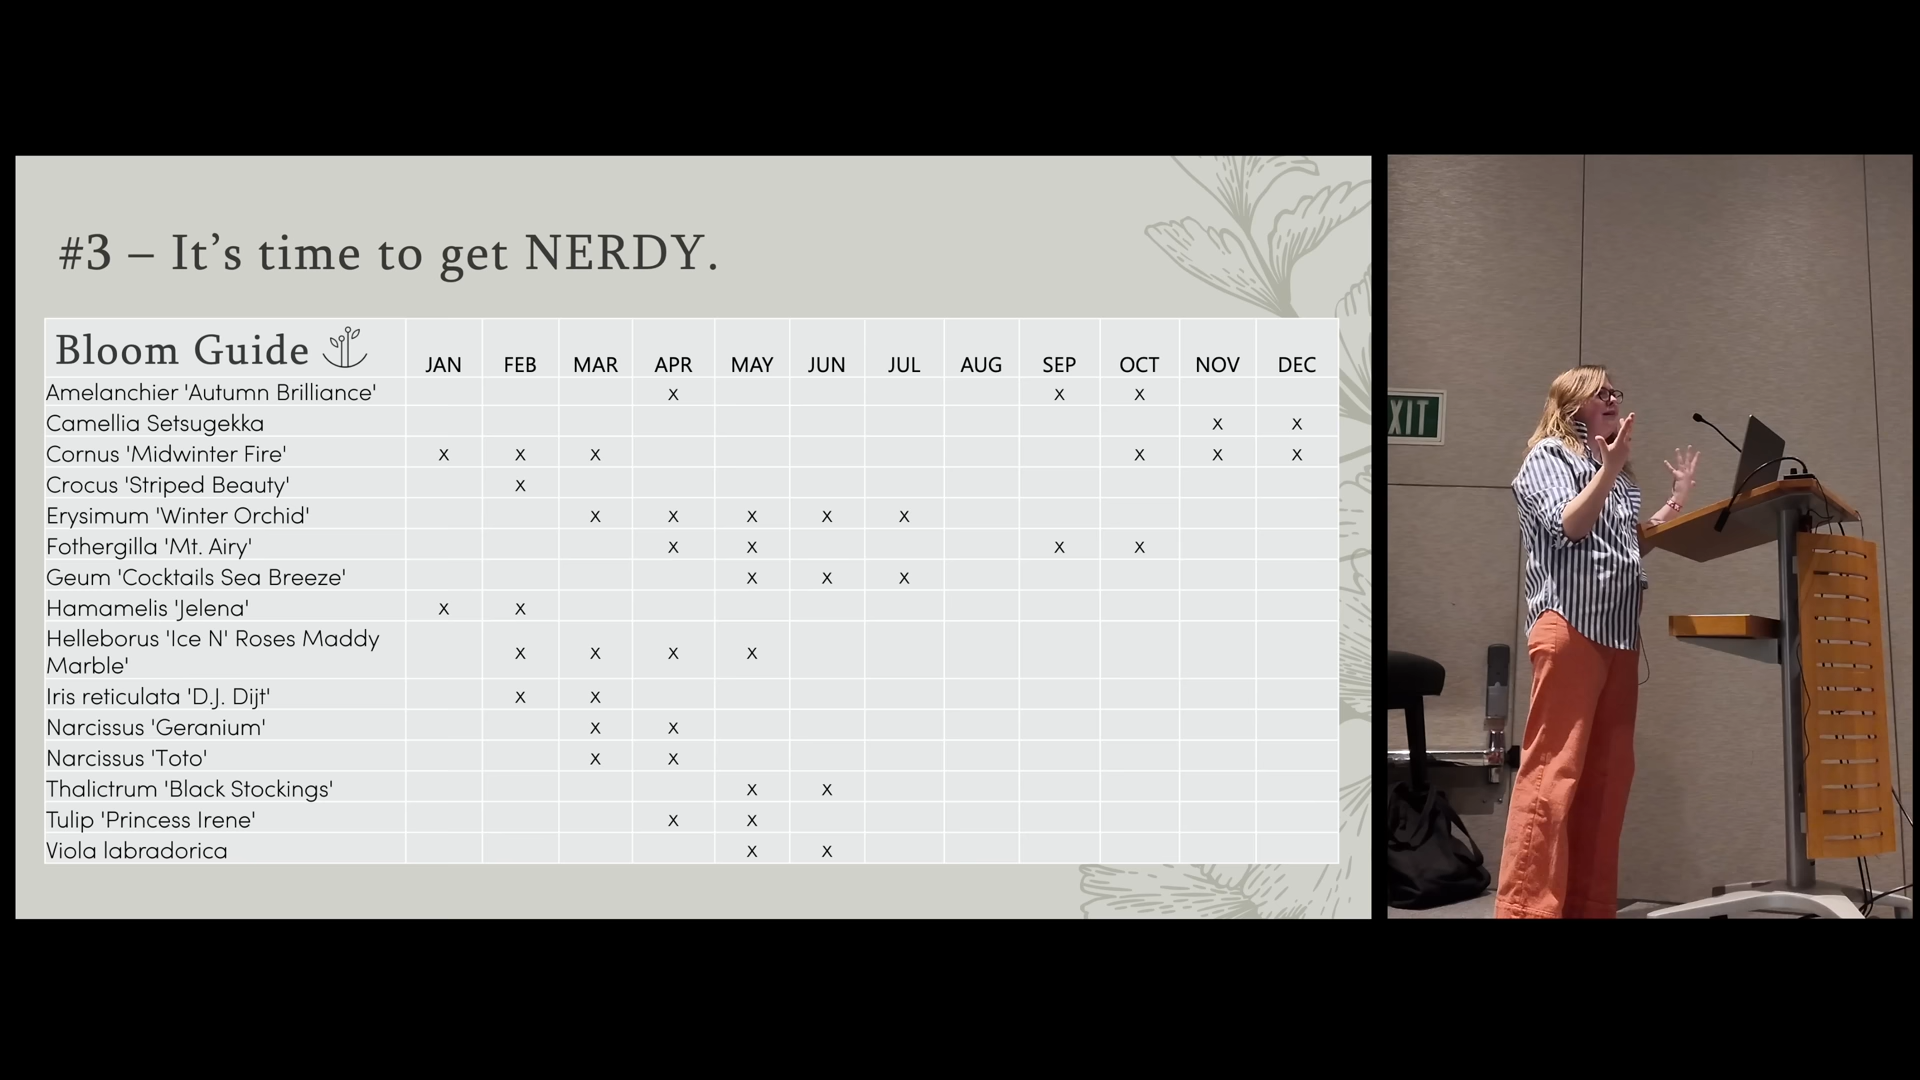 #3 – It's time to get NERDY.
Bloom Guide JAN FEB MAR APR MAY JUN JUL AUG SEP OCT NOV DEC
Amelanchier 'Autumn Brilliance' x x x
Camellia Setsugekka x x
Cornus 'Midwinter Fire' x x x x x x
Crocus 'Striped Beauty' x
Erysimum 'Winter Orchid' x x x x x
Fothergilla 'Mt. Airy' x x x x
Geum 'Cocktails Sea Breeze' x x x
Hamamelis 'Jelena' x x
Helleborus 'Ice N' Roses Maddy
Marble' x x x x
Iris reticulata 'D.J. Dijt' x x
Narcissus 'Geranium' x x
Narcissus 'Toto' x x
Thalictrum 'Black Stockings' x x
Tulip 'Princess Irene' x x
Viola labradorica x x
XIT